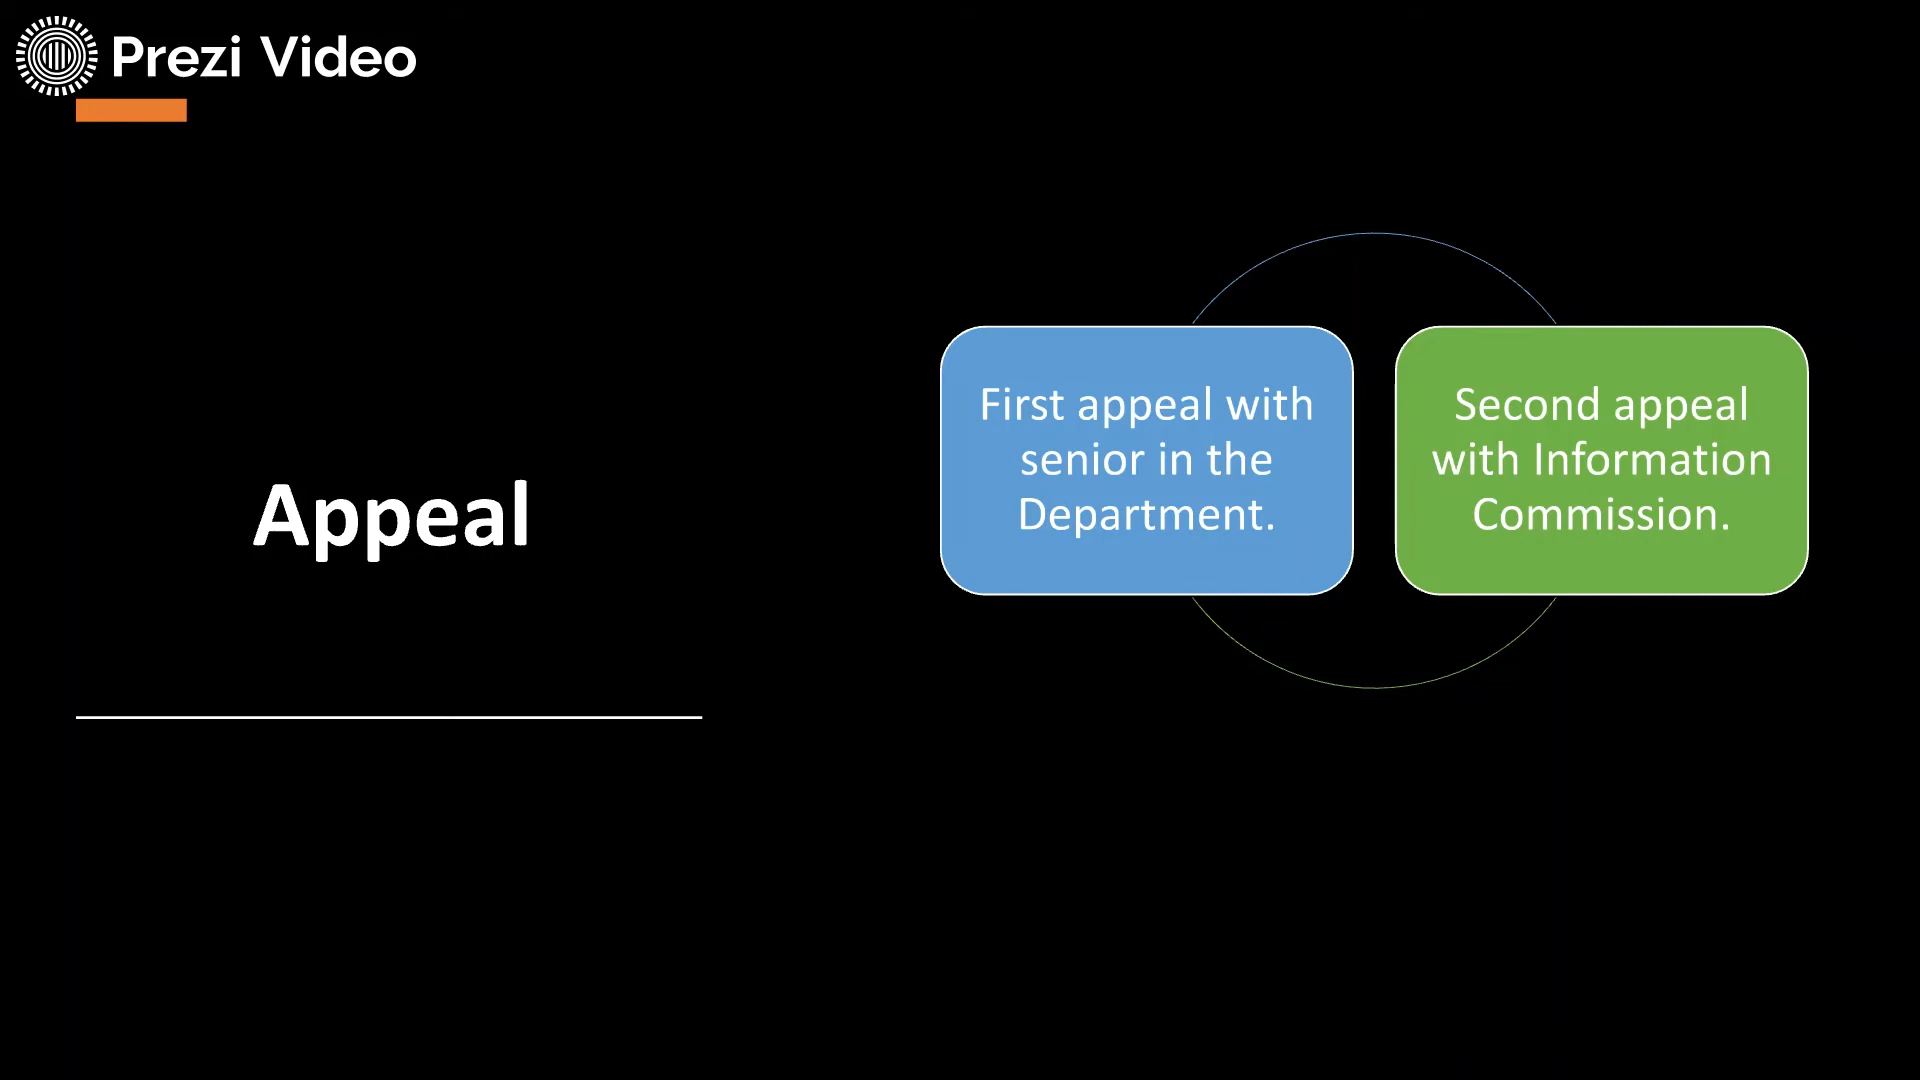 Prezi Video
Appeal
First appeal with
senior in the
Department.
Second appeal
with Information
Commission.